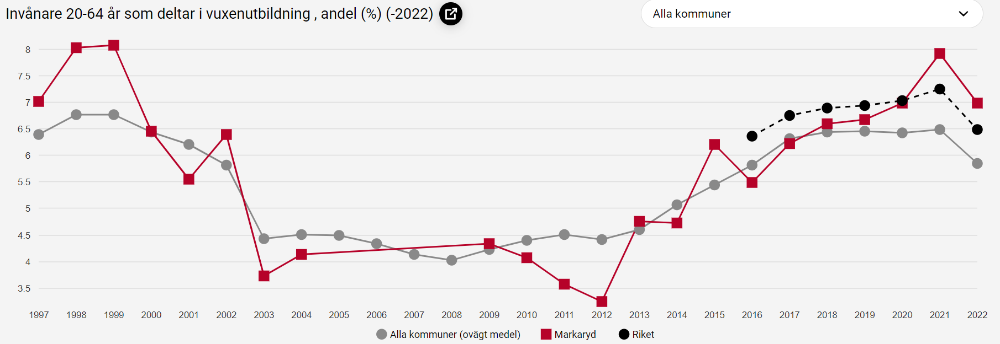 Invånare 20-64 år som deltar i vuxenutbildning , andel (%) (-2022)
Alla kommuner
8
7.5
7
6.5
6
5.5
5
4.5
4
3.5
1997 1998 1999 2000 2001 2002 2003 2004 2005 2006 2007 2008 2009 2010 2011 2012 2013 2014 2015 2016 2017 2018 2019 2020 2021 2022
Alla kommuner (ovägt medel) Markaryd Riket